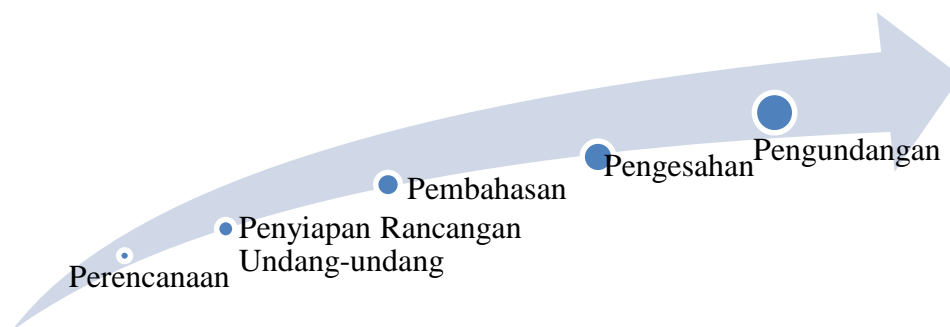 Perencanaan
Penyiapan Rancangan
Undang-undang
Pembahasan
Pengesahan
Pengundangan